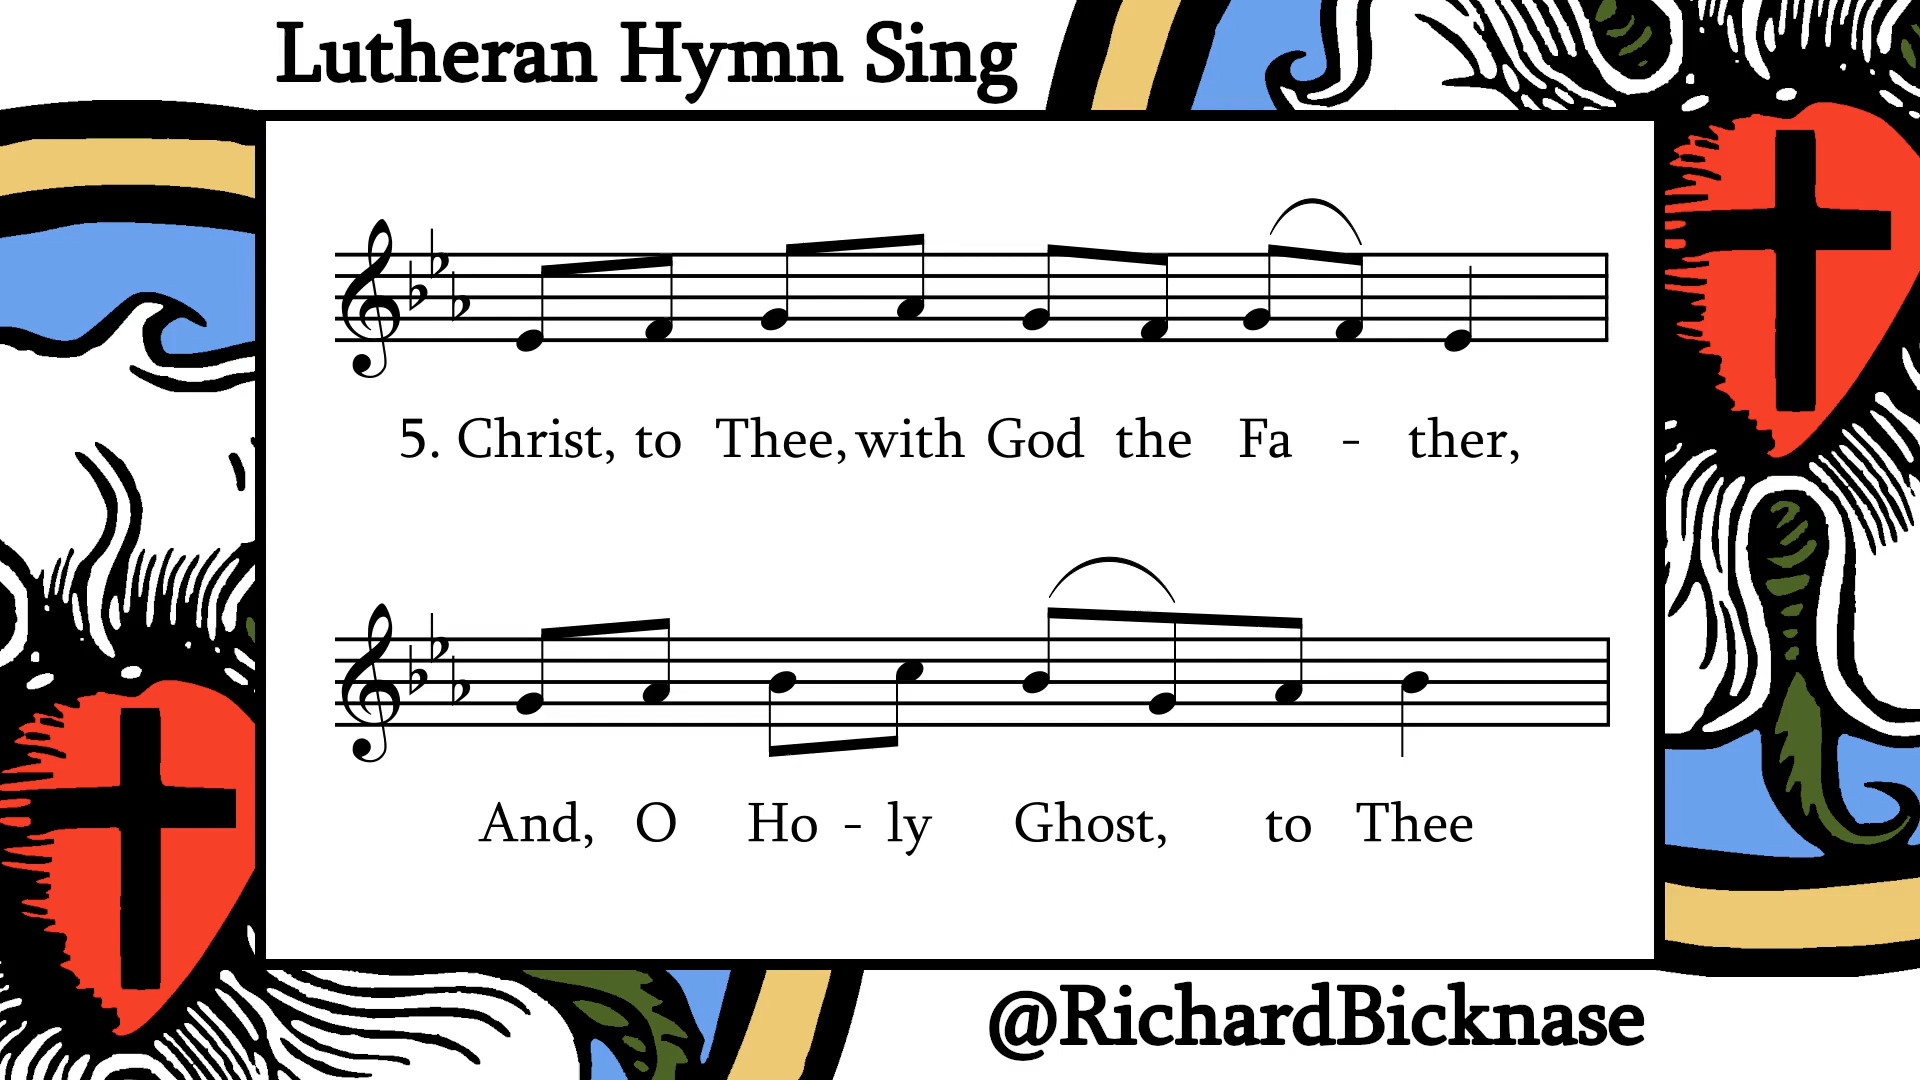 Lutheran Hymn Sing
5. Christ, to Thee, with God the Fa - ther,
And, O Ho - ly Ghost, to Thee
@RichardBicknase